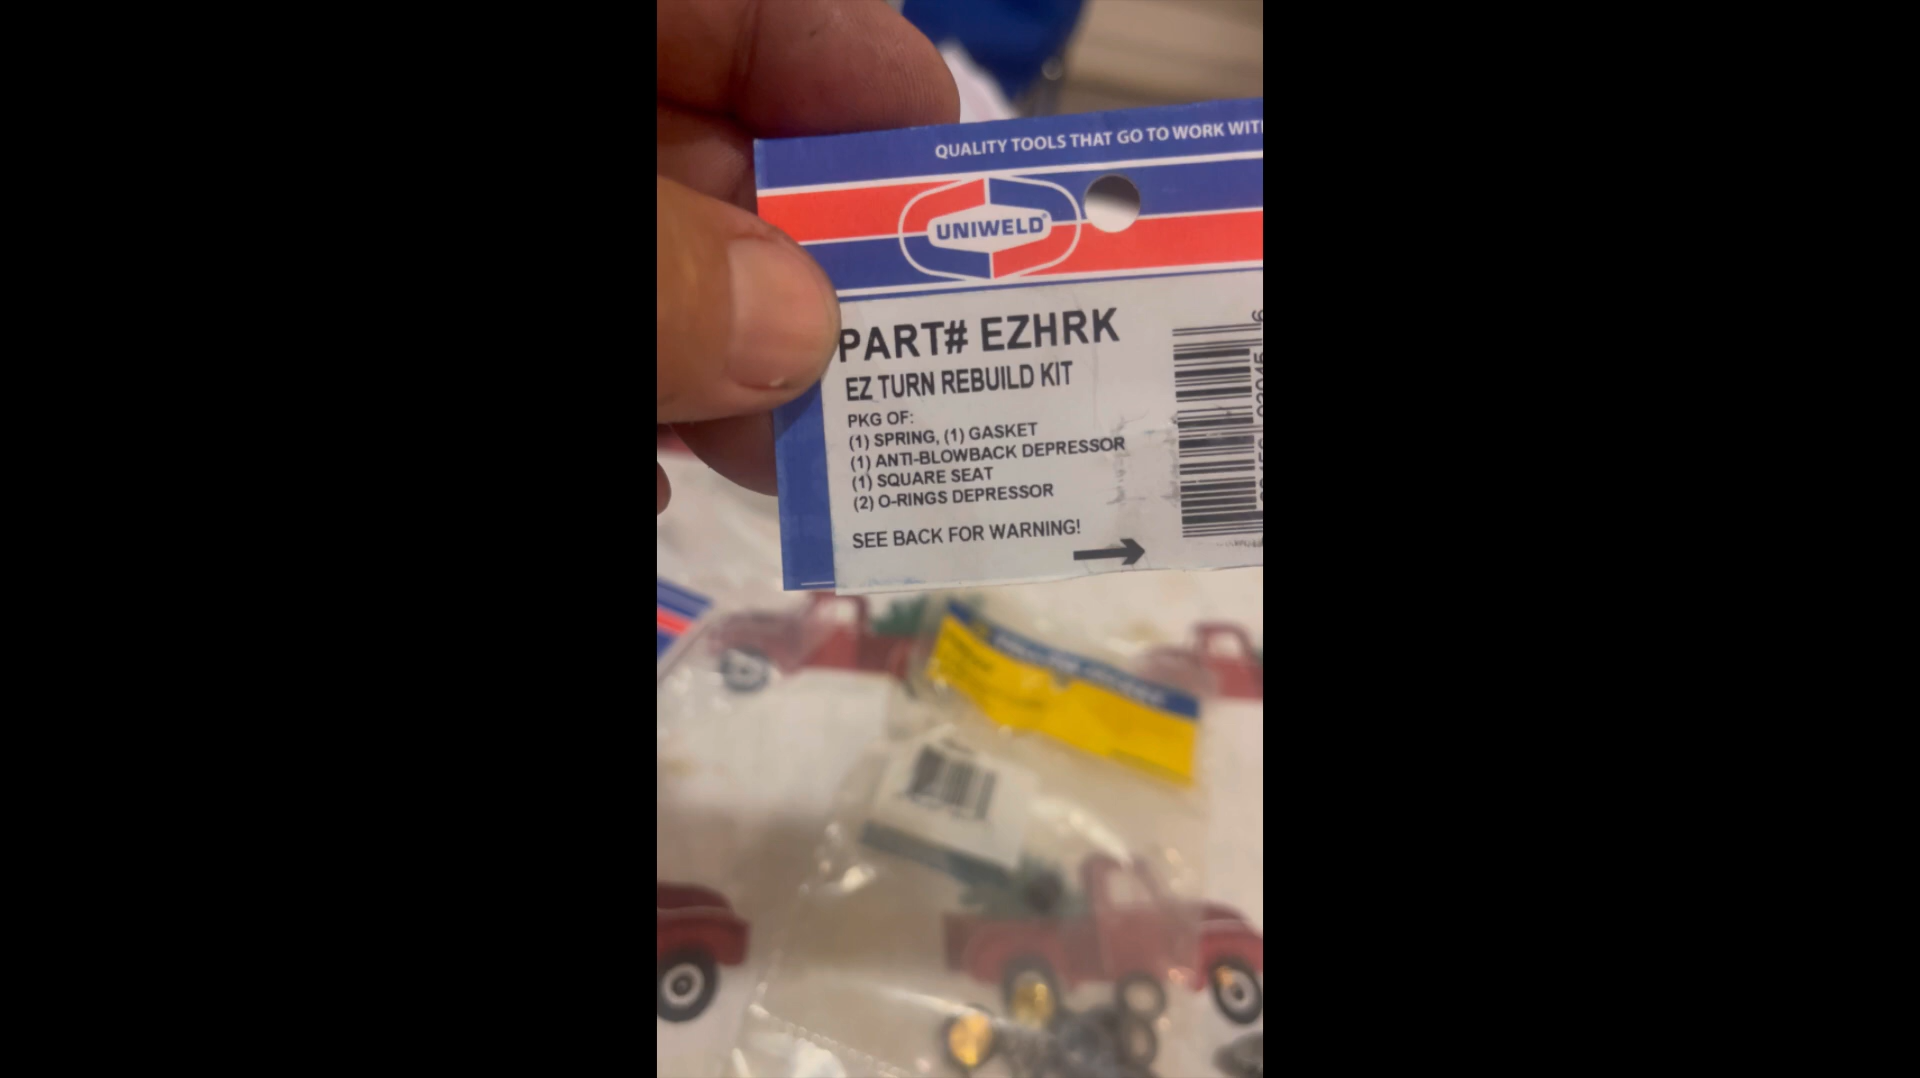 QUALITY TOOLS THAT GO TO WORK WIT
UNIWELD®
PART# EZHRK
EZ TURN REBUILD KIT
PKG OF:
(1) SPRING, (1) GASKET
(1) ANTI-BLOWBACK DEPRESSOR
(1) SQUARE SEAT
(2) O-RINGS DEPRESSOR
SEE BACK FOR WARNING!